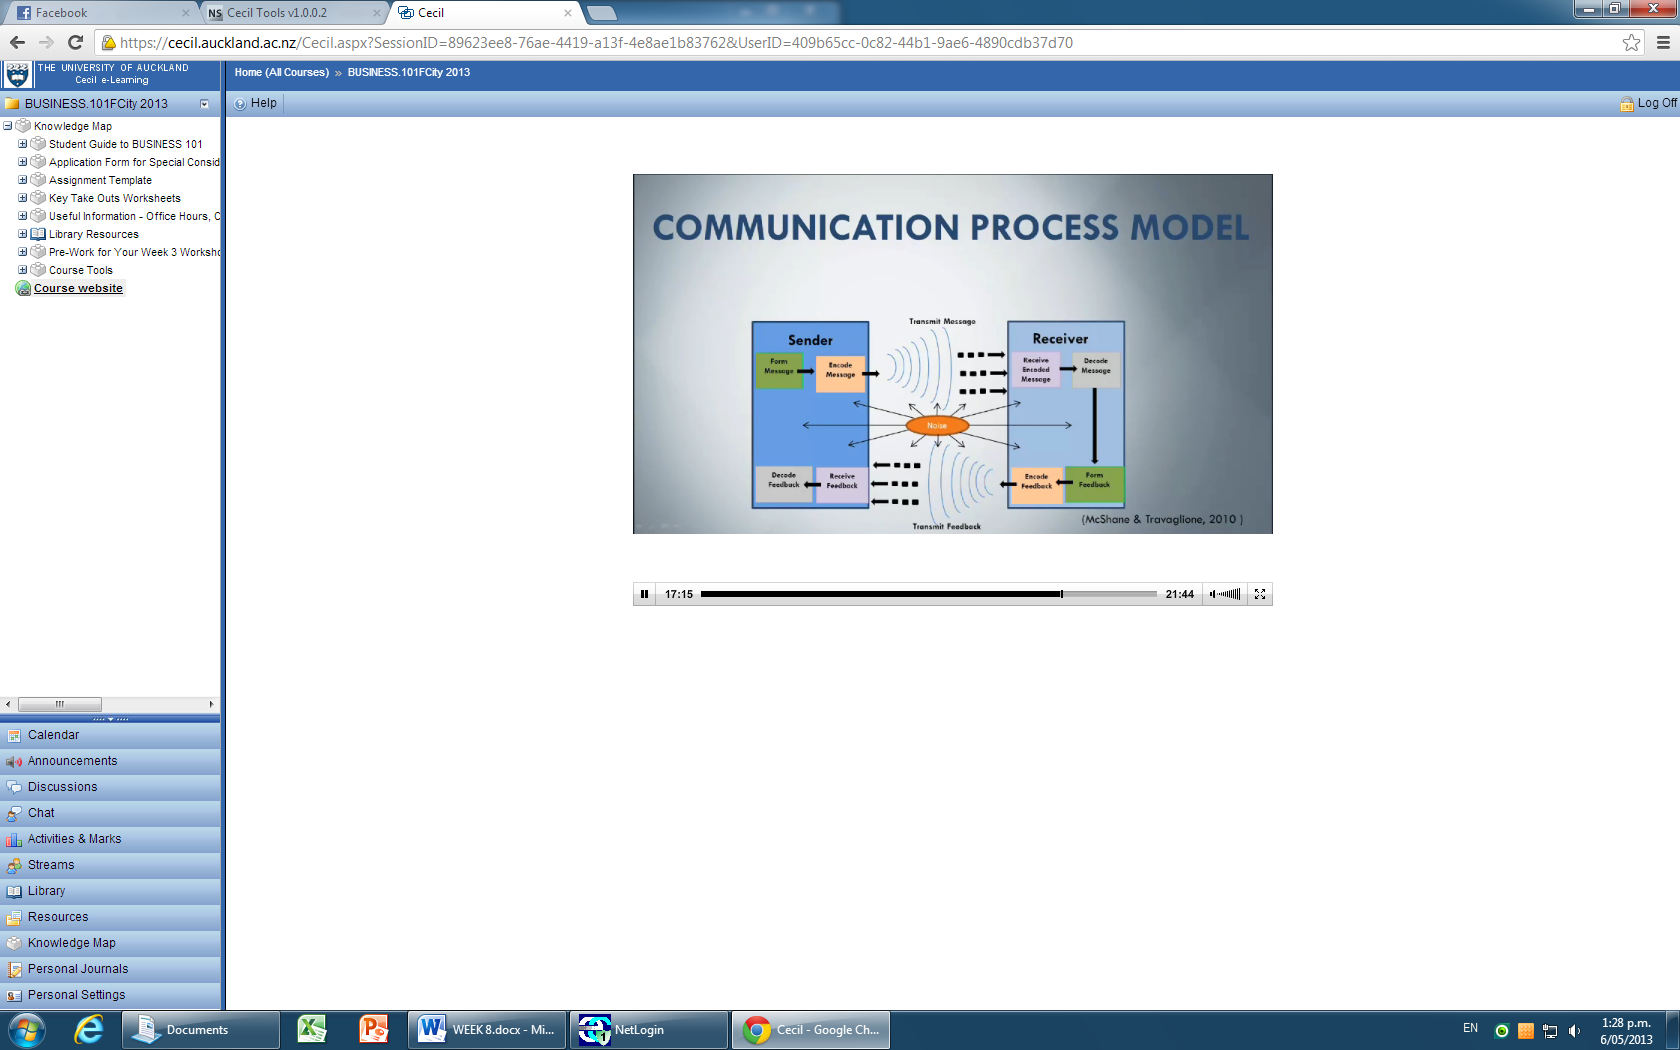 Facebook
NS Cecil Tools v1.0.0.2
Cecil
https://cecil.auckland.ac.nz/Cecil.aspx?SessionID=89623ee8-76ae-4419-a13f-4e8ae1b83762&UserID=409b65cc-0c82-44b1-9ae6-4890cdb37d70
THE UNIVERSITY OF AUCKLAND
Cecil e-Learning
Home (All Courses) » BUSINESS.101FCity 2013
BUSINESS.101FCity 2013
Help
Log Off
Knowledge Map
Student Guide to BUSINESS 101
Application Form for Special Consid
Assignment Template
Key Take Outs Worksheets
Useful Information - Office Hours, C
Library Resources
Pre-Work for Your Week 3 Worksho
Course Tools
Course website
COMMUNICATION PROCESS MODEL
Transmit Message
Sender
Receiver
Form
Message
Encode
Message
Receive
Encoded
Message
Decode
Message
Noise
Decode
Feedback
Receive
Feedback
Encode
Feedback
Form
Feedback
Transmit Feedback
(McShane & Travaglione, 2010 )
17:15
21:44
Calendar
Announcements
Discussions
Chat
Activities & Marks
Streams
Library
Resources
Knowledge Map
Personal Journals
Personal Settings
Documents
WEEK 8.docx - Mi...
NetLogin
Cecil - Google Ch...
EN
1:28 p.m.
6/05/2013